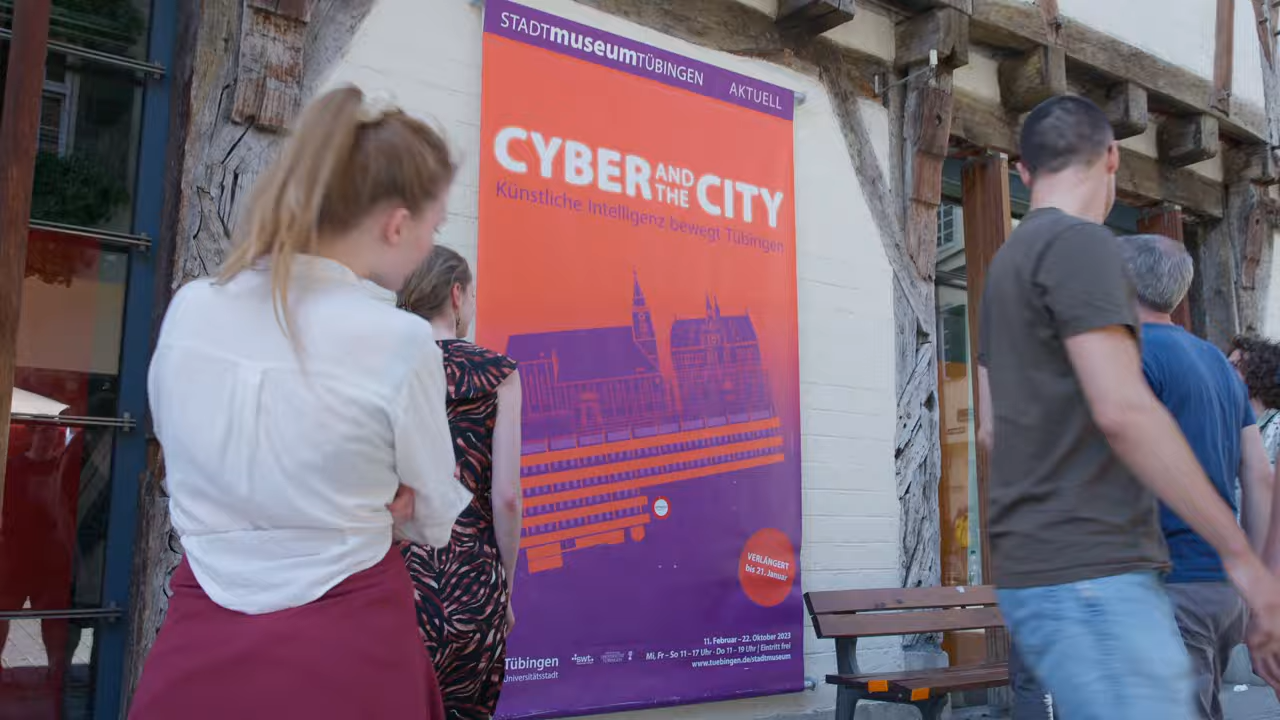 STADTmuseumTÜBINGEN AKTUELL
CYBER AND THE CITY
Künstliche Intelligenz bewegt Tübingen
VERLÄNGERT
bis 21. Januar
11. Februar – 22. Oktober 2023
Mi, Fr – So 11 – 17 Uhr · Do 11 – 19 Uhr | Eintritt frei
www.tuebingen.de/stadtmuseum
Tübingen
Universitätsstadt